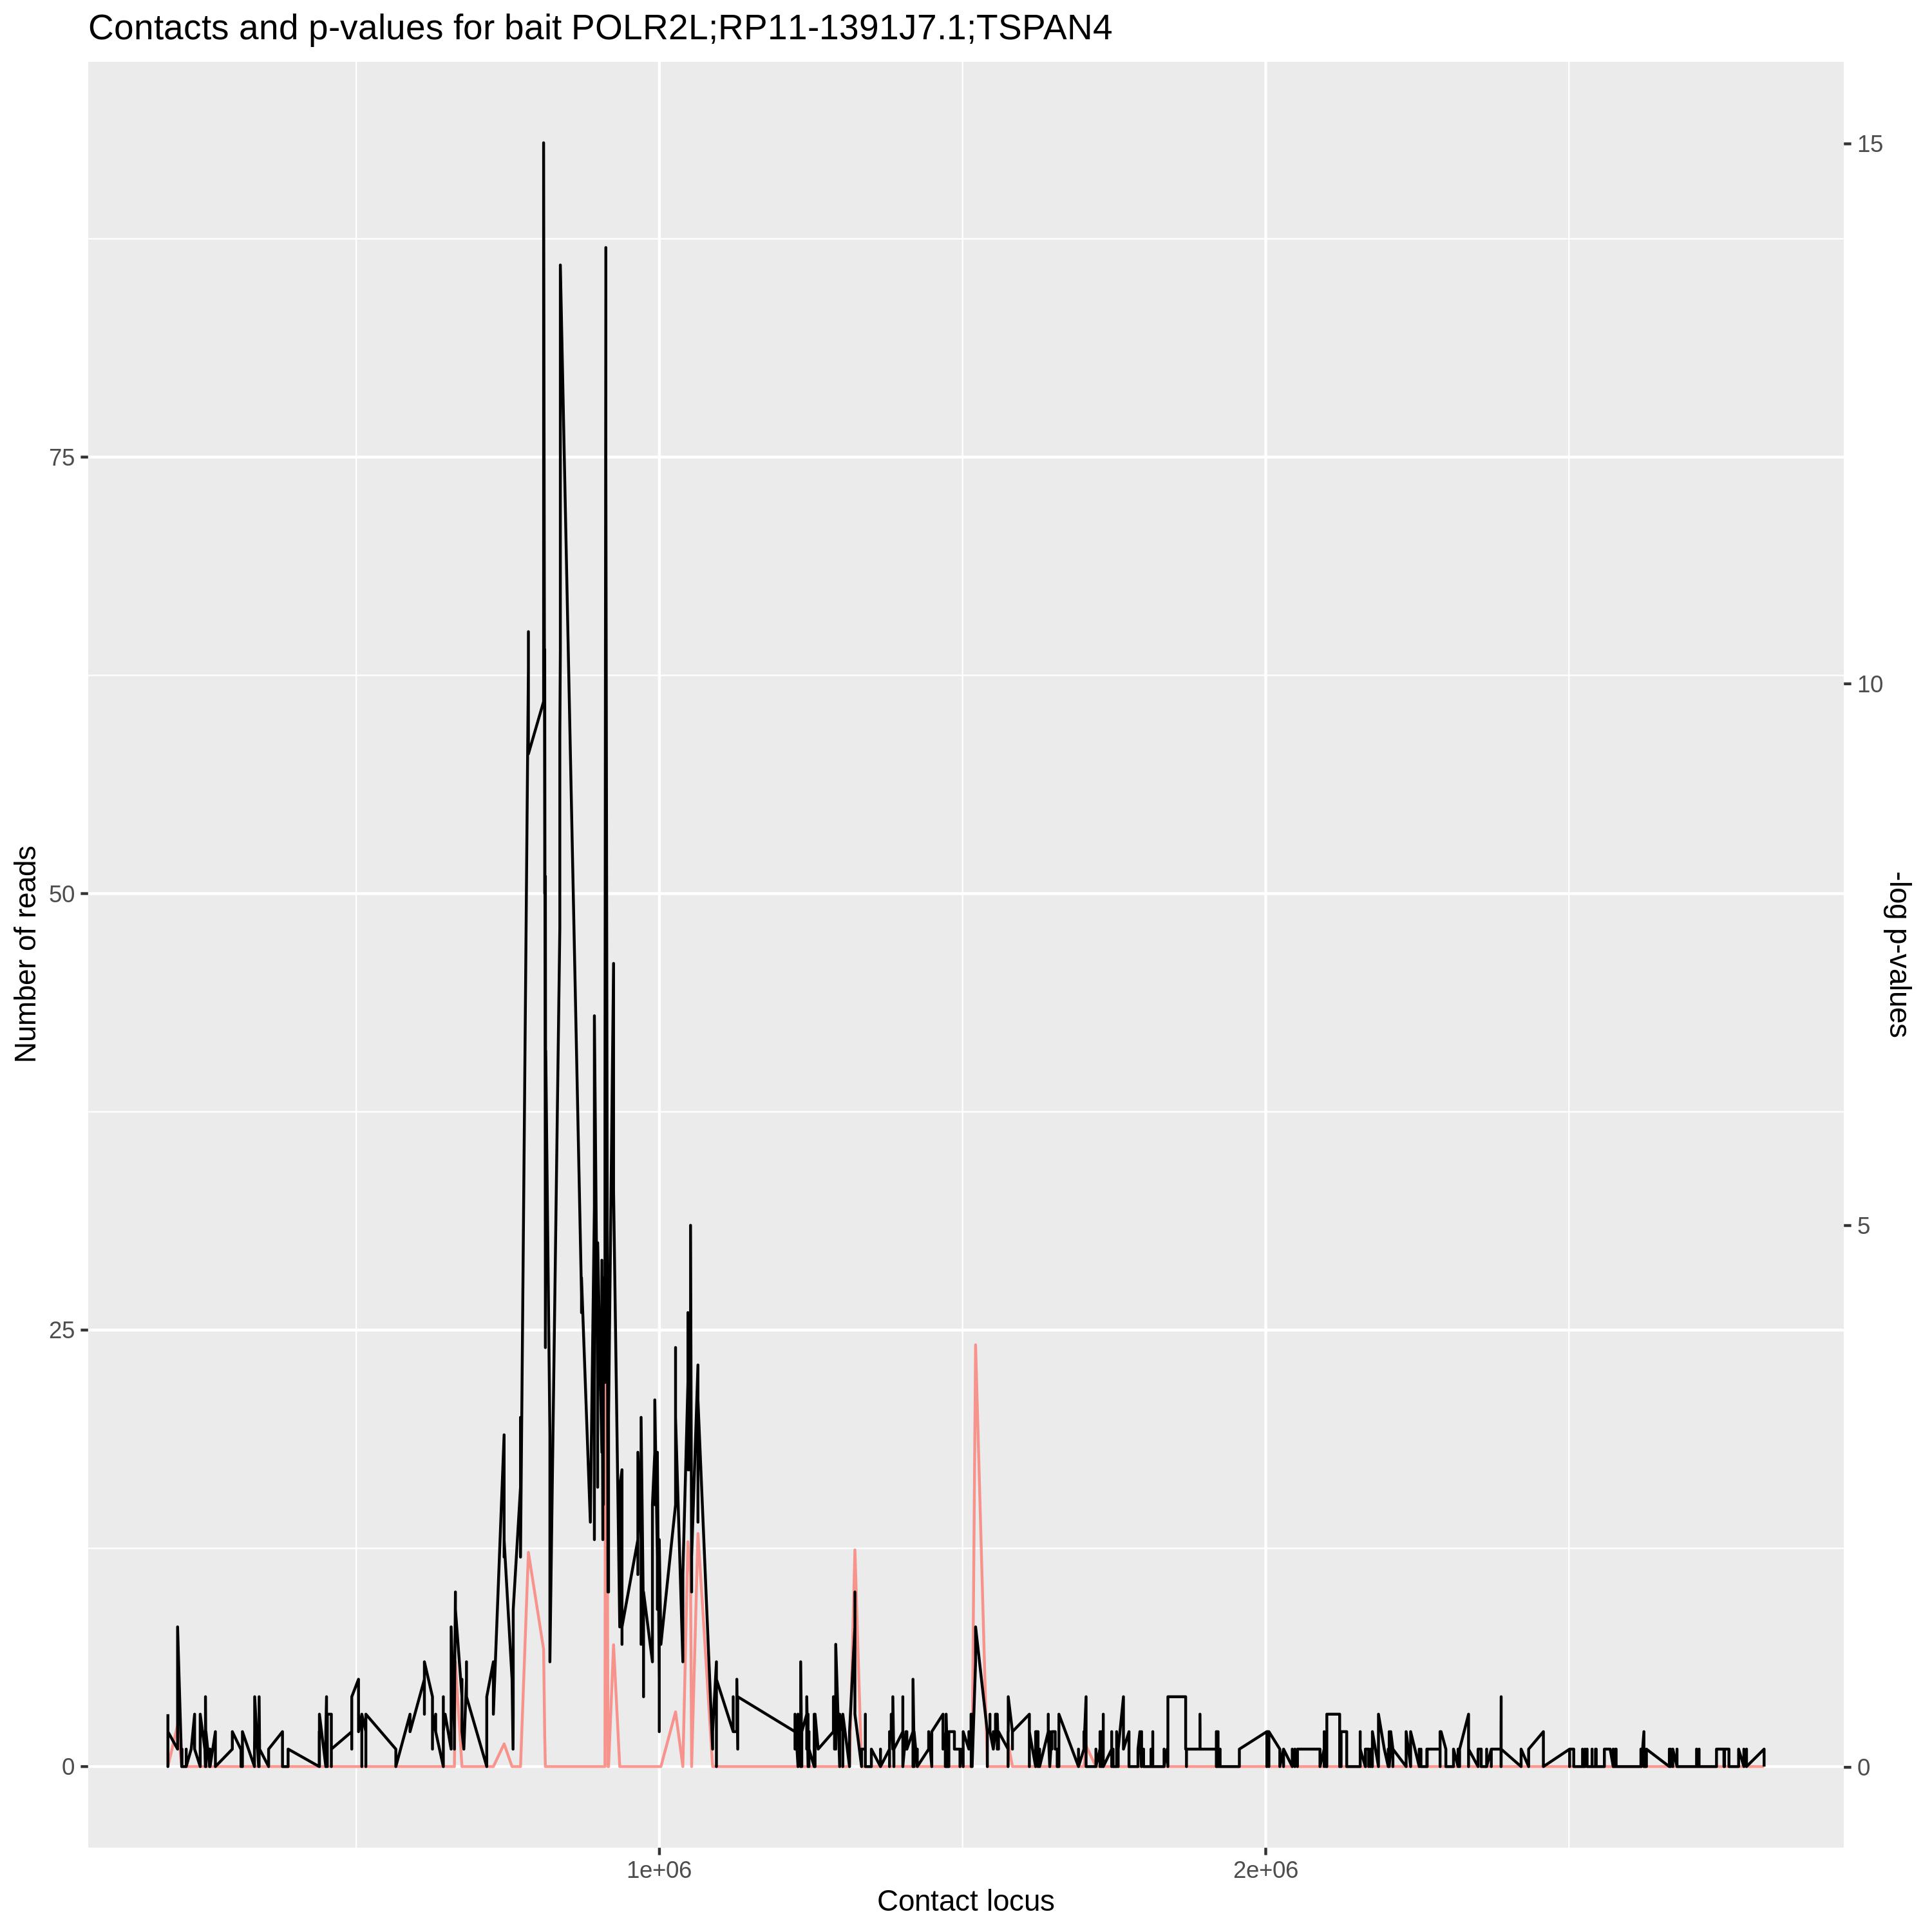 Contacts and p-values for bait POLR2L;RP11-1391J7.1;TSPAN4
15
75
10
Number of reads
50
-log p-values
5
25
0
0
1e+06
2e+06
Contact locus